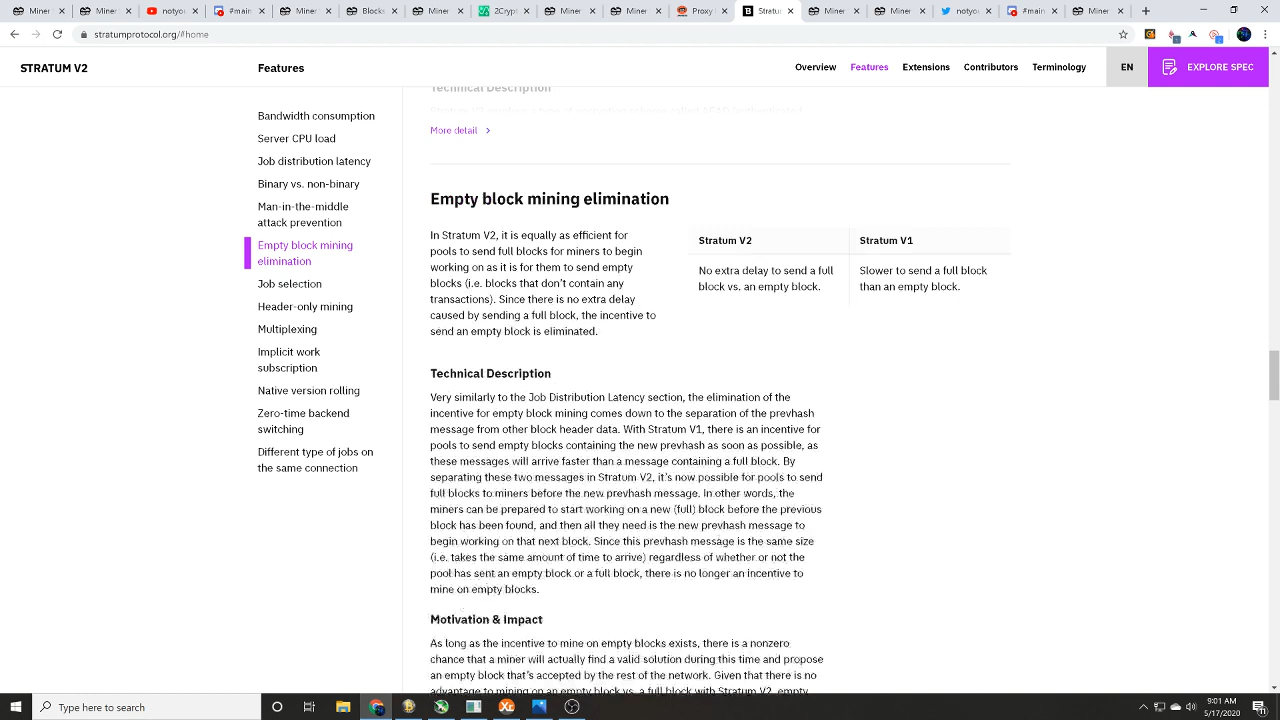 Miner
Miner
notyou
#main
Miner
Blocks
Miner
Miner
2Cryp
Miner
Miner
Proxy
Miner
Stratum
Miner
Miner
notyou
#main
Miner
stratumprotocol.org/#home
STRATUM V2
Features
Overview
Features
Extensions
Contributors
Terminology
EN
EXPLORE SPEC
Bandwidth consumption
Server CPU load
Job distribution latency
Binary vs. non-binary
Man-in-the-middle
attack prevention
Empty block mining
elimination
Job selection
Header-only mining
Multiplexing
Implicit work
subscription
Native version rolling
Zero-time backend
switching
Different type of jobs on
the same connection
Technical Description
More detail
Empty block mining elimination
In Stratum V2, it is equally as efficient for
pools to send full blocks for miners to begin
working on as it is for them to send empty
blocks (i.e. blocks that don’t contain any
transactions). Since there is no extra delay
caused by sending a full block, the incentive to
send an empty block is eliminated.
Stratum V2
Stratum V1
No extra delay to send a full
block vs. an empty block.
Slower to send a full block
than an empty block.
Technical Description
Very similarly to the Job Distribution Latency section, the elimination of the
incentive for empty block mining comes down to the separation of the prevhash
message from other block header data. With Stratum V1, there is an incentive for
pools to send empty blocks containing the new prevhash as soon as possible, as
these messages will arrive faster than a message containing a full block. By
separating these two messages in Stratum V2, it’s now possible for pools to send
full blocks to miners before the new prevhash message. In other words, the
miners can be prepared to start working on a new (full) block before the previous
block has been found, and then all they need is the new prevhash message to
begin working on that next block. Since this prevhash message is the same size
(i.e. takes the same amount of time to arrive) regardless of whether or not the
pool has sent an empty block or a full block, there is no longer an incentive to
mine on empty blocks.
Motivation & Impact
As long as the incentive to mine on empty blocks exists, there is a nonzero
chance that a miner will actually find a valid solution during this time and propose
an empty block that’s accepted by the rest of the network. Given that there is no
advantage to mining on an empty block vs. a full block with Stratum V2, empty
Type here to search
9:01 AM
5/17/2020